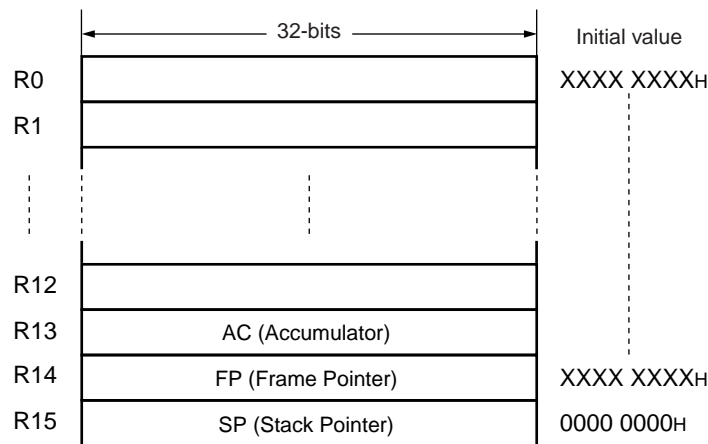 32-bits
Initial value
R0 XXXX XXXXH
R1
R12
R13 AC (Accumulator)
R14 FP (Frame Pointer) XXXX XXXXH
R15 SP (Stack Pointer) 0000 0000H